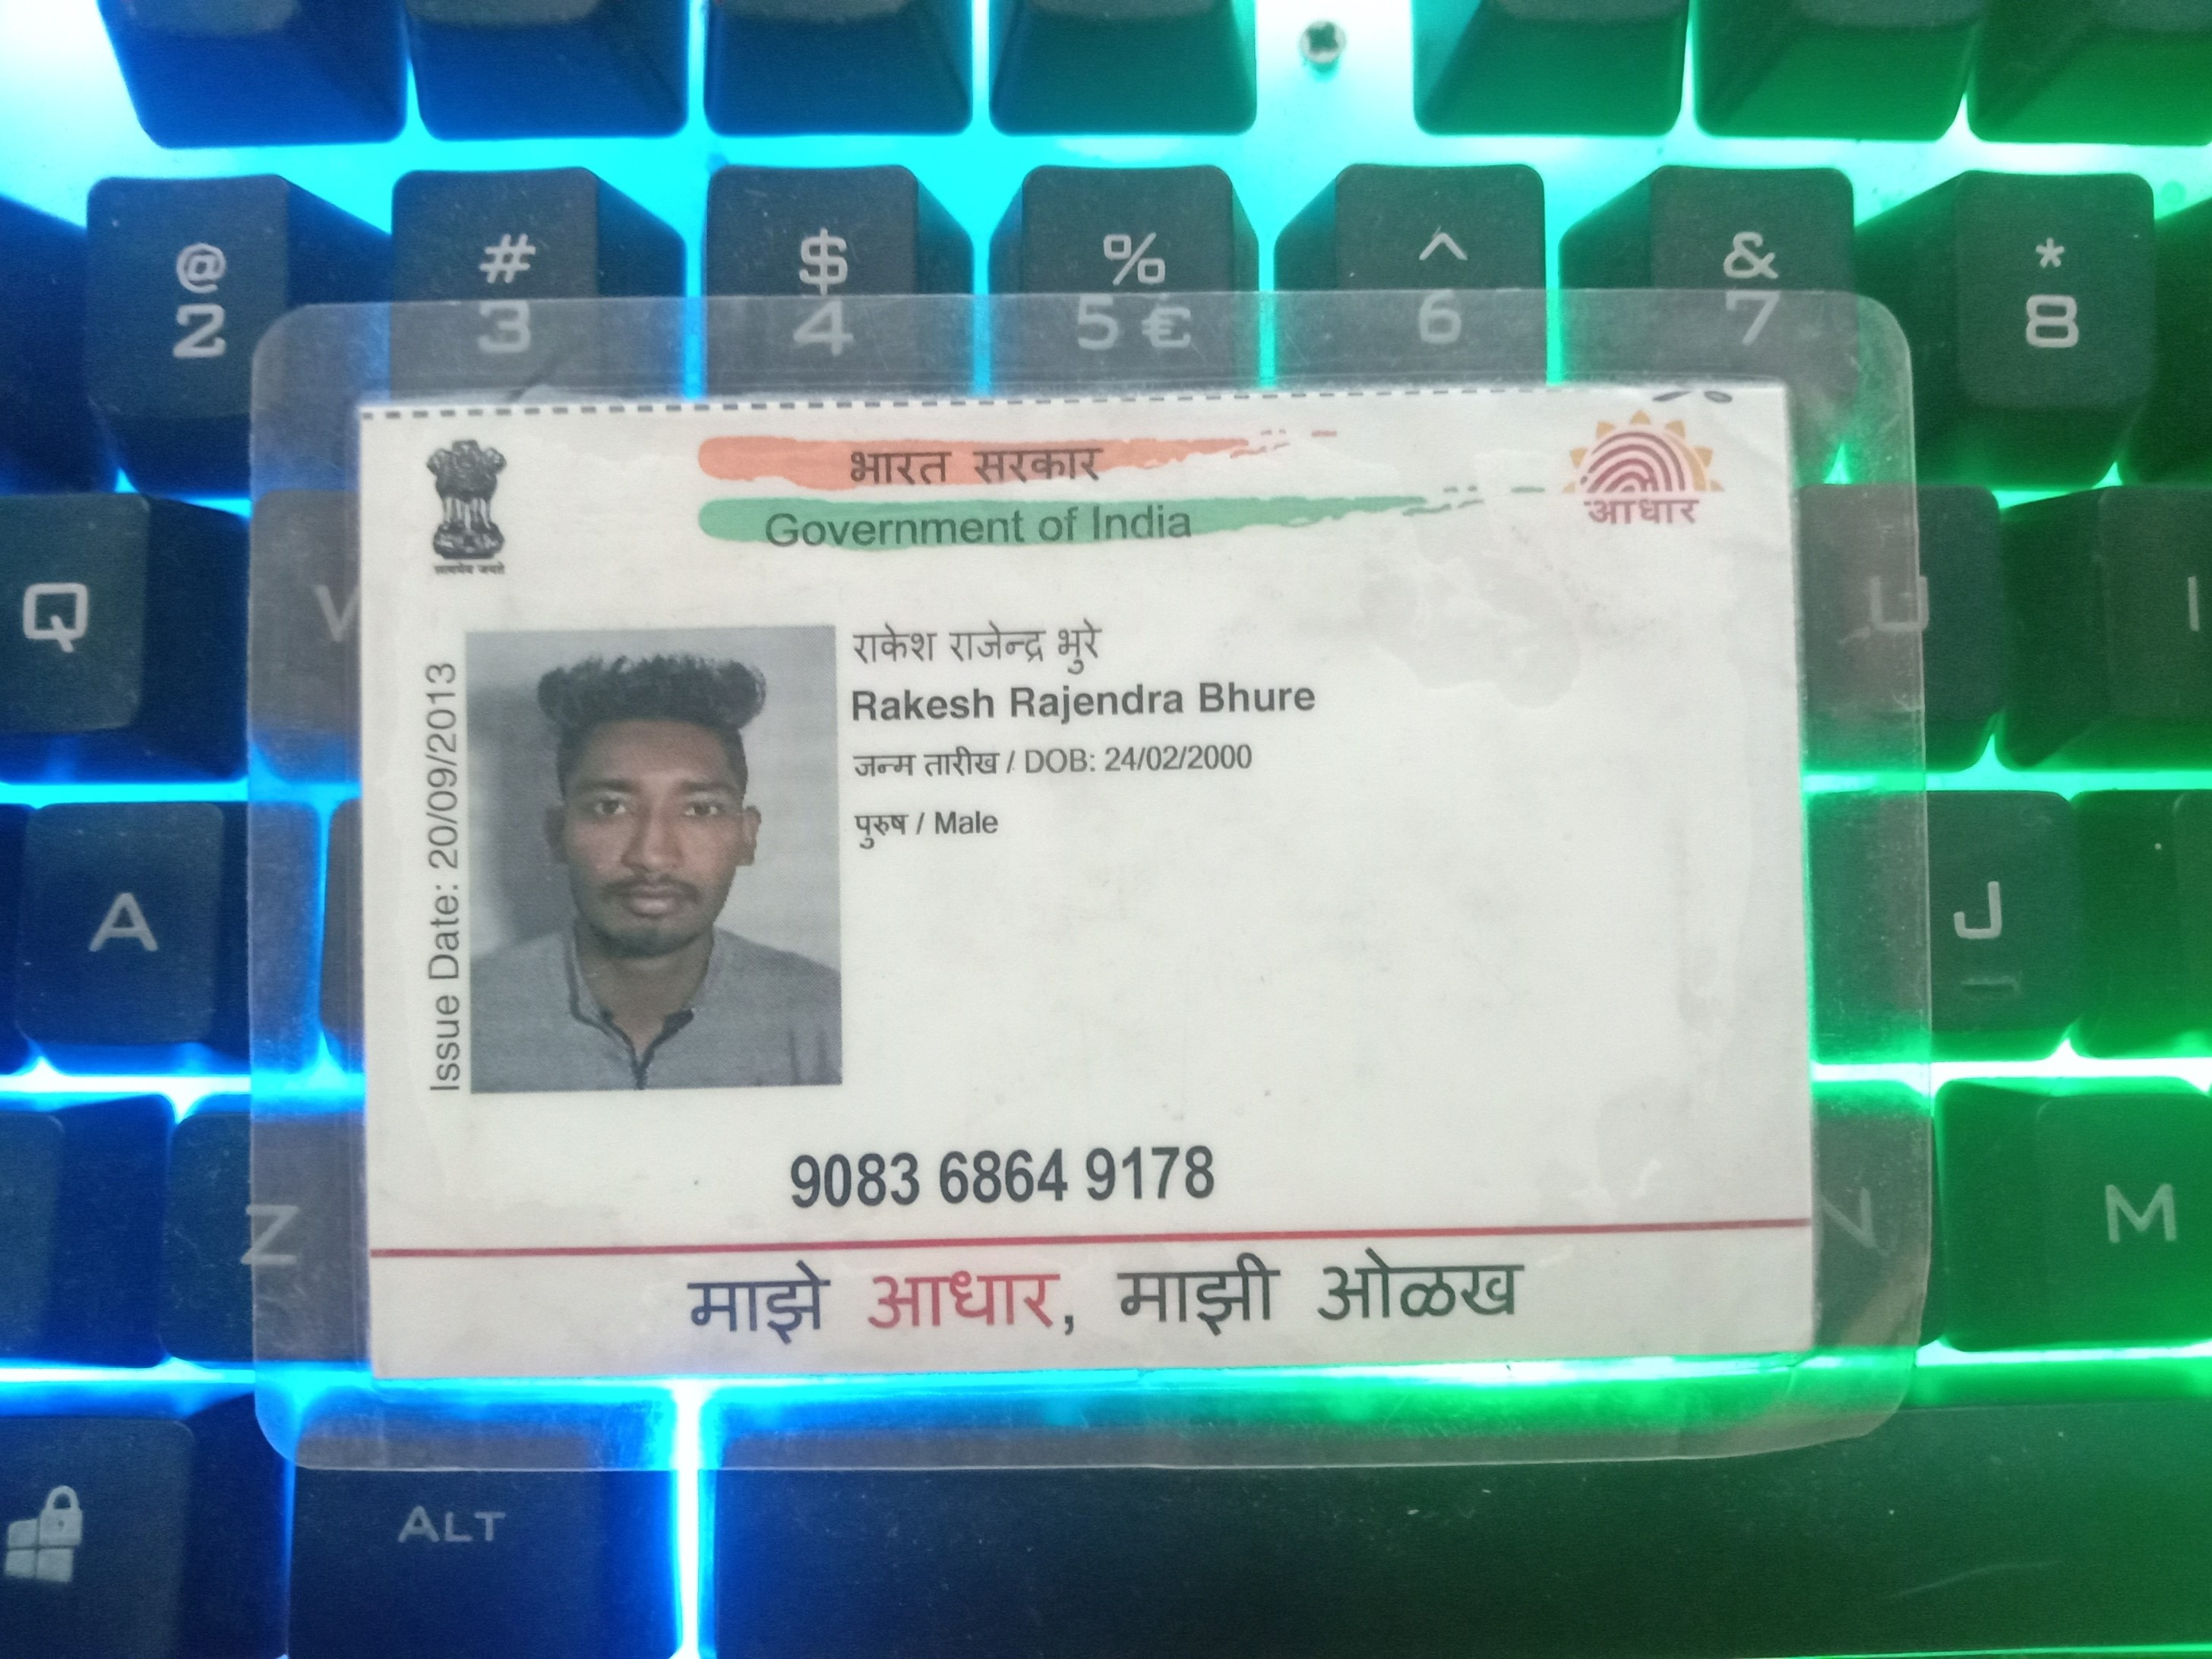 @ # $ % ^ & *
2 3 4 5 € 6 7 8
Q W U I
A J
Z N M
ALT
सत्यमेव जयते
भारत सरकार
Government of India
आधार
Issue Date: 20/09/2013
राकेश राजेन्द्र भुरे
Rakesh Rajendra Bhure
जन्म तारीख / DOB: 24/02/2000
पुरुष / Male
9083 6864 9178
माझे आधार, माझी ओळख